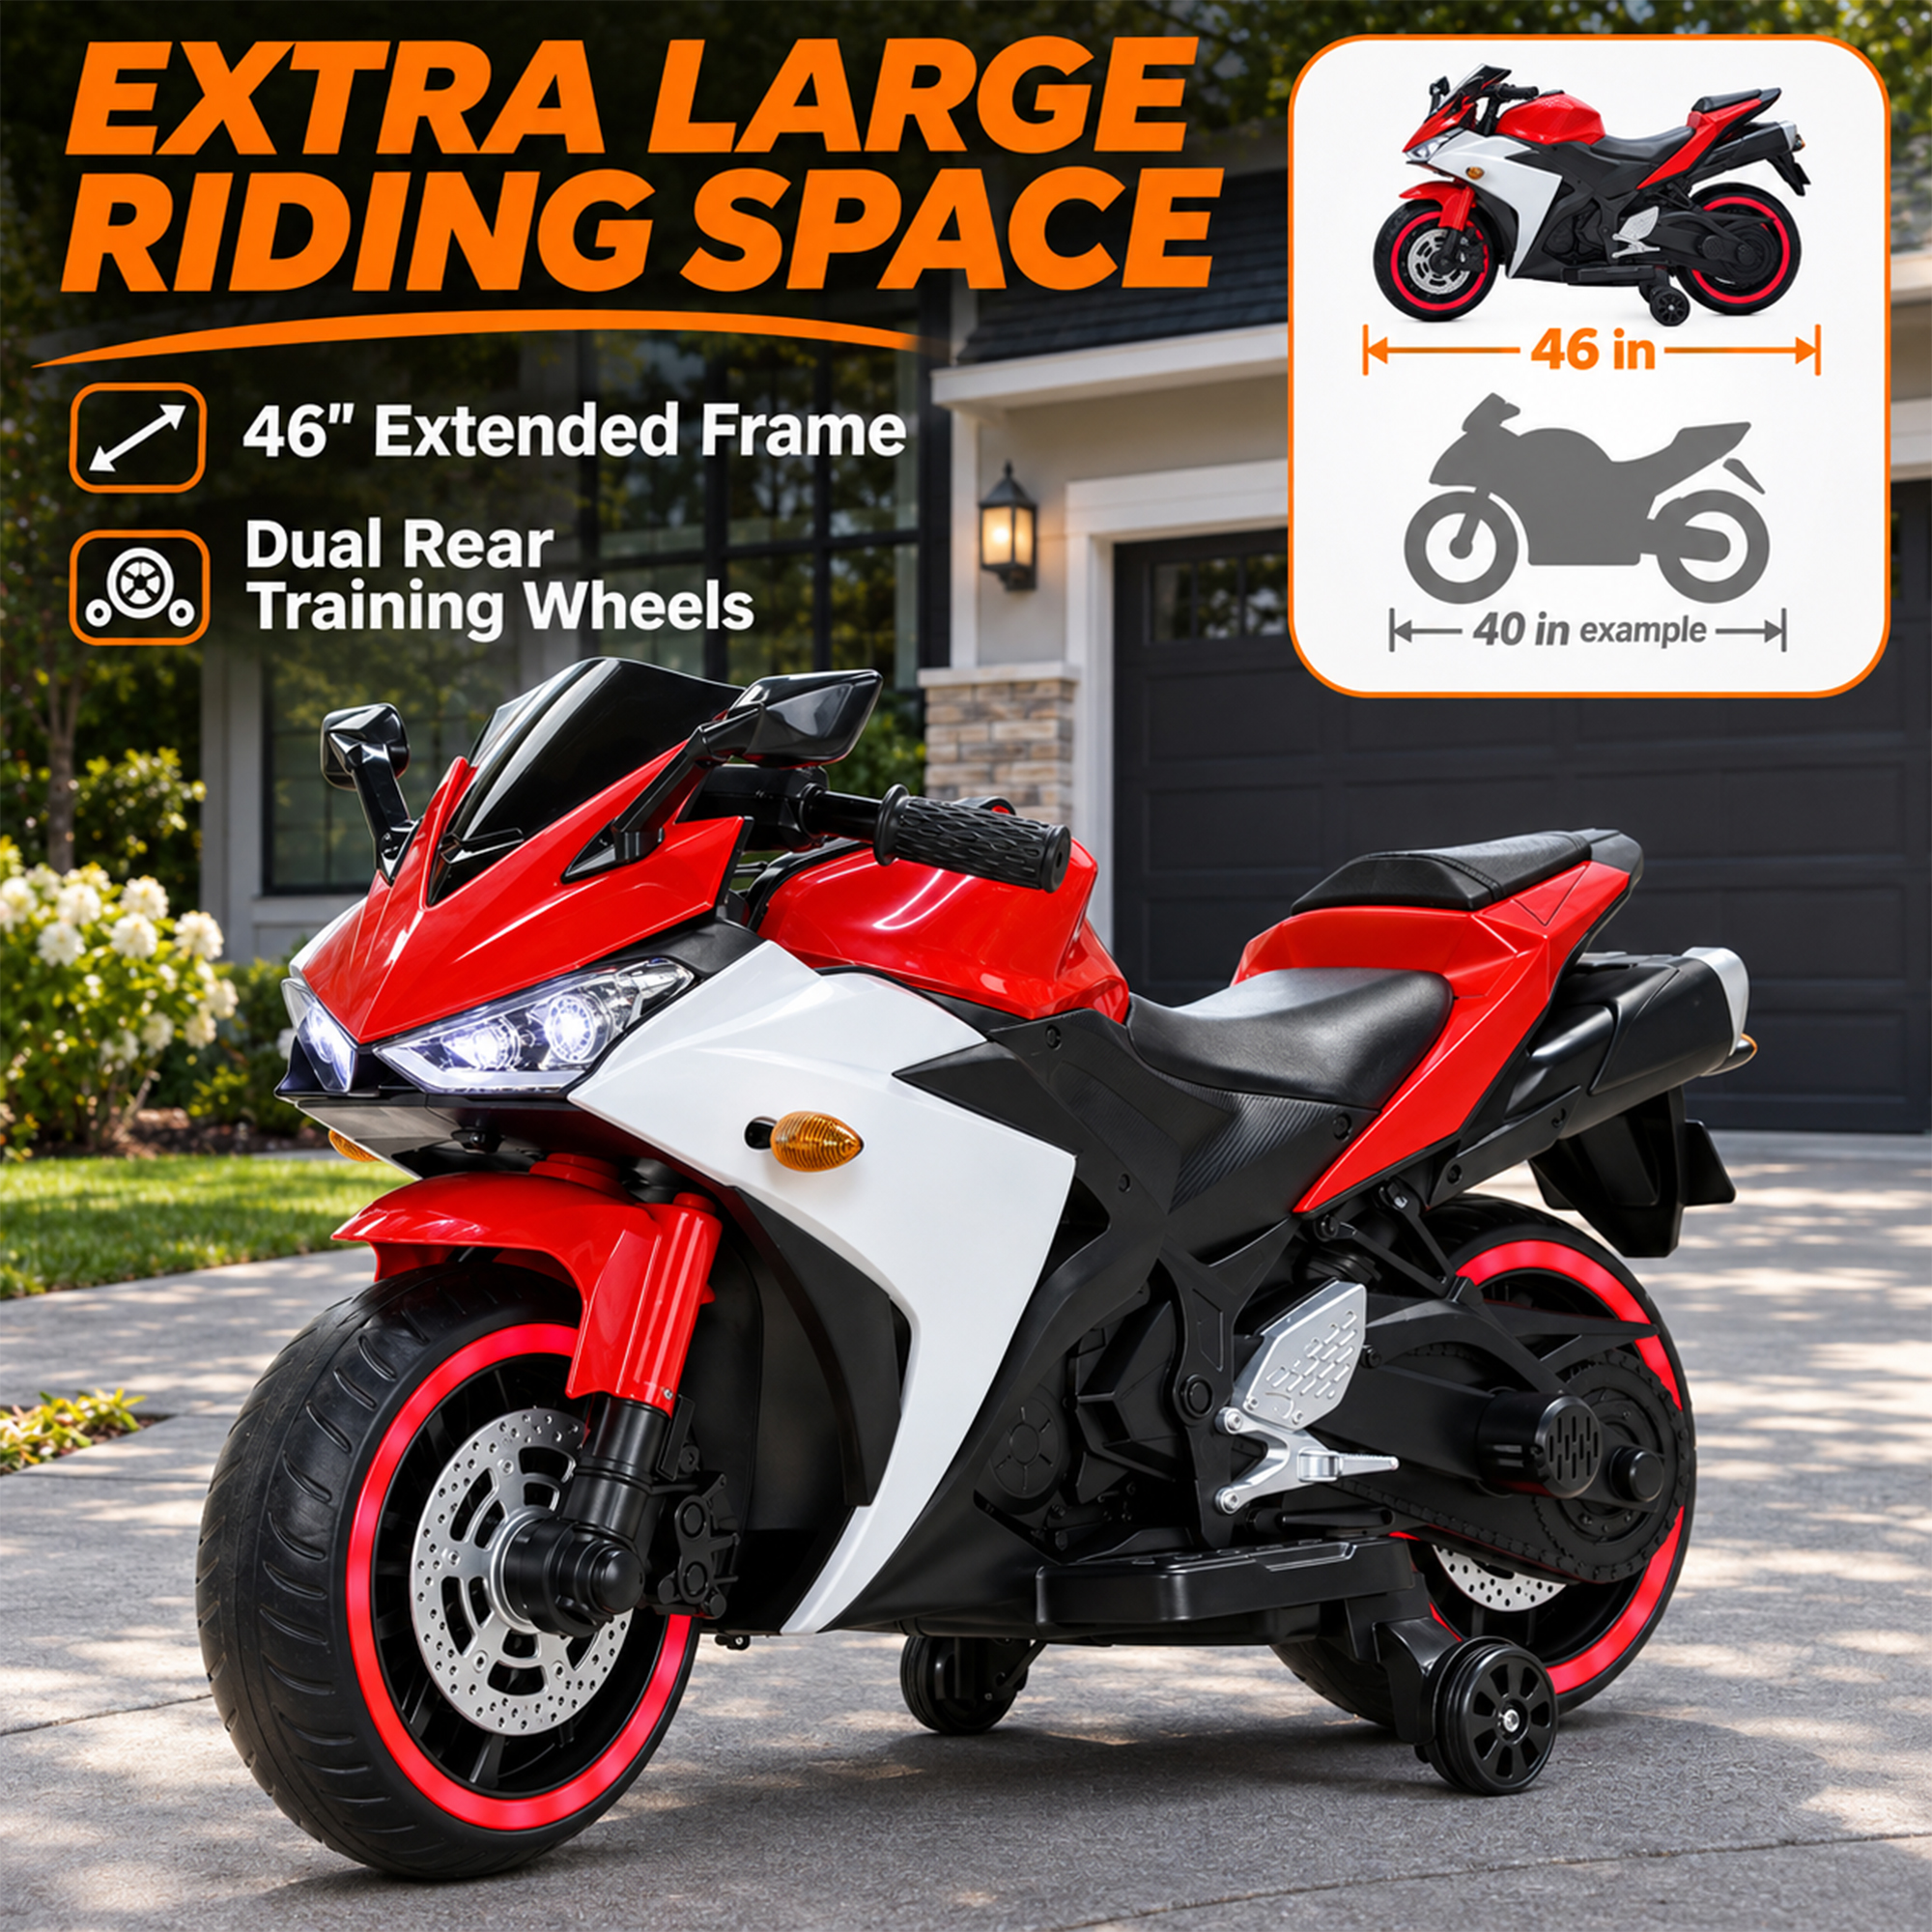 EXTRA LARGE
RIDING SPACE
46" Extended Frame
Dual Rear
Training Wheels
46 in
40 in example